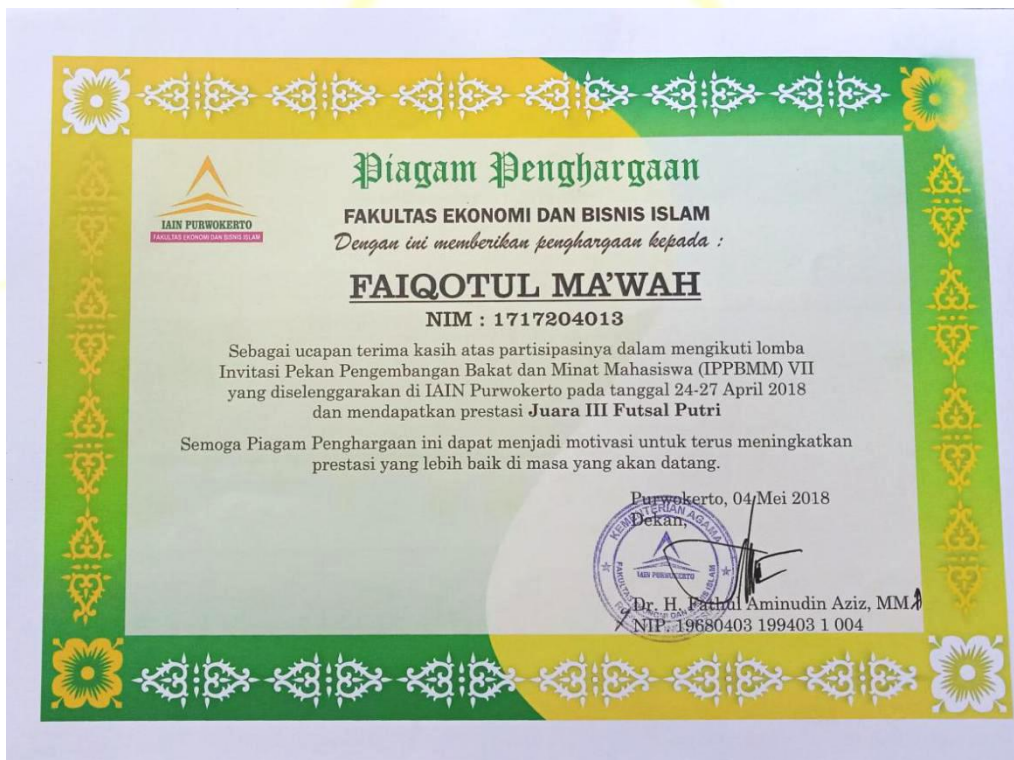 Piagam Penghargaan
IAIN PURWOKERTO
FAKULTAS EKONOMI DAN BISNIS ISLAM
FAKULTAS EKONOMI DAN BISNIS ISLAM
Dengan ini memberikan penghargaan kepada :
FAIQOTUL MA'WAH
NIM : 1717204013
Sebagai ucapan terima kasih atas partisipasinya dalam mengikuti lomba
Invitasi Pekan Pengembangan Bakat dan Minat Mahasiswa (IPPBMM) VII
yang diselenggarakan di IAIN Purwokerto pada tanggal 24-27 April 2018
dan mendapatkan prestasi Juara III Futsal Putri
Semoga Piagam Penghargaan ini dapat menjadi motivasi untuk terus meningkatkan
prestasi yang lebih baik di masa yang akan datang.
Purwokerto, 04 Mei 2018
Dekan,
KEMENTERIAN AGAMA
IAIN PURWOKERTO
FAKULTAS EKONOMI DAN BISNIS ISLAM
Dr. H. Fathul Aminudin Aziz, MM
NIP. 19680403 199403 1 004